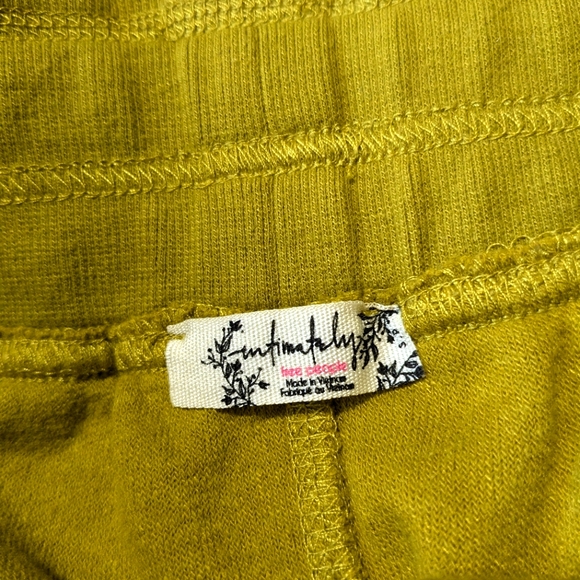 intimately
free people
Made in Vietnam
Fabriqué au Vietnam